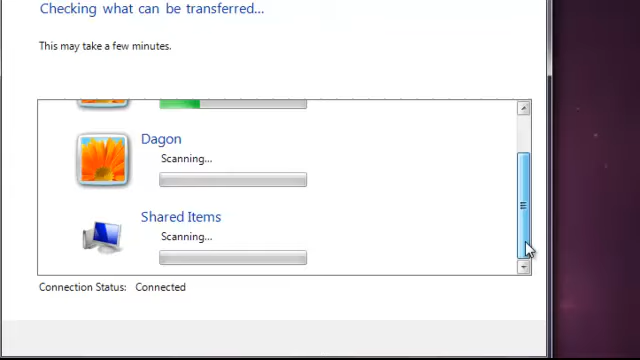 Checking what can be transferred...
This may take a few minutes.
Dagon
Scanning...
Shared Items
Scanning...
Connection Status: Connected